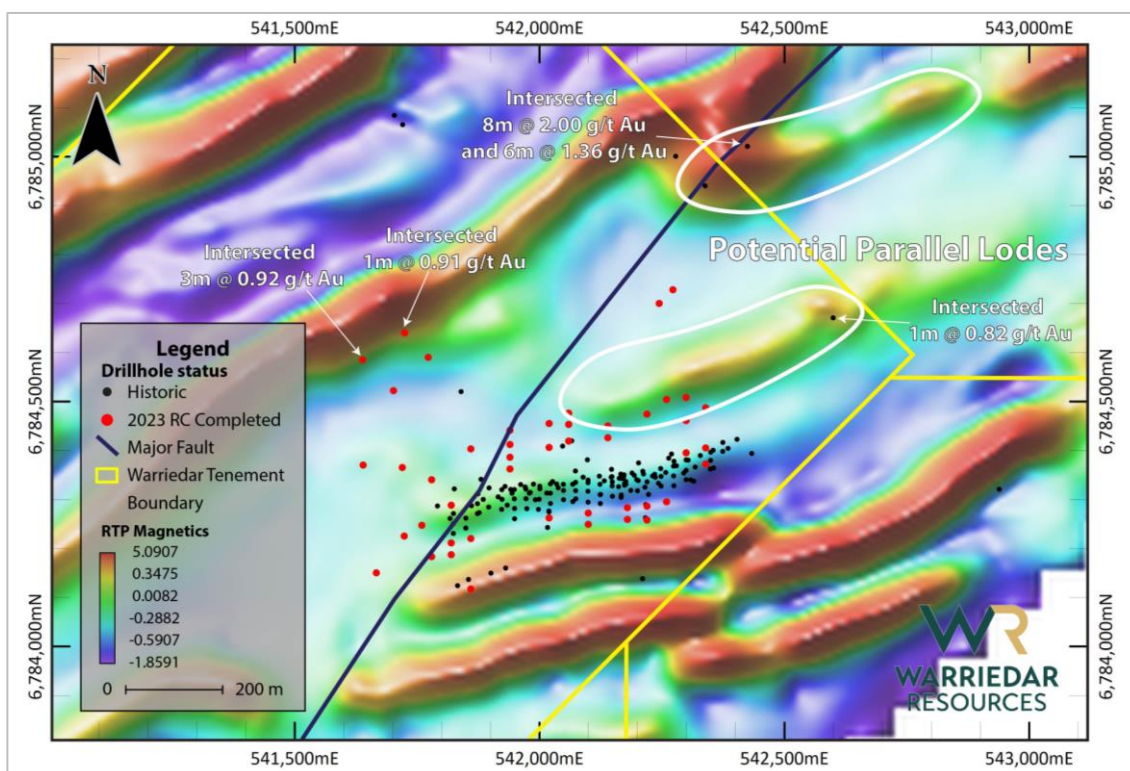 541,500mE 542,000mE 542,500mE 543,000mE
N
6,785,000mN
6,784,500mN
6,784,000mN
6,785,000mN
6,784,500mN
6,784,000mN
Intersected
8m @ 2.00 g/t Au
and 6m @ 1.36 g/t Au
Intersected
3m @ 0.92 g/t Au
Intersected
1m @ 0.91 g/t Au
Potential Parallel Lodes
Intersected
1m @ 0.82 g/t Au
Legend
Drillhole status
Historic
2023 RC Completed
Major Fault
Warriedar Tenement
Boundary
RTP Magnetics
5.0907
0.3475
0.0082
-0.2882
-0.5907
-1.8591
0 200 m
WR
WARRIEDAR
RESOURCES
541,500mE 542,000mE 542,500mE 543,000mE